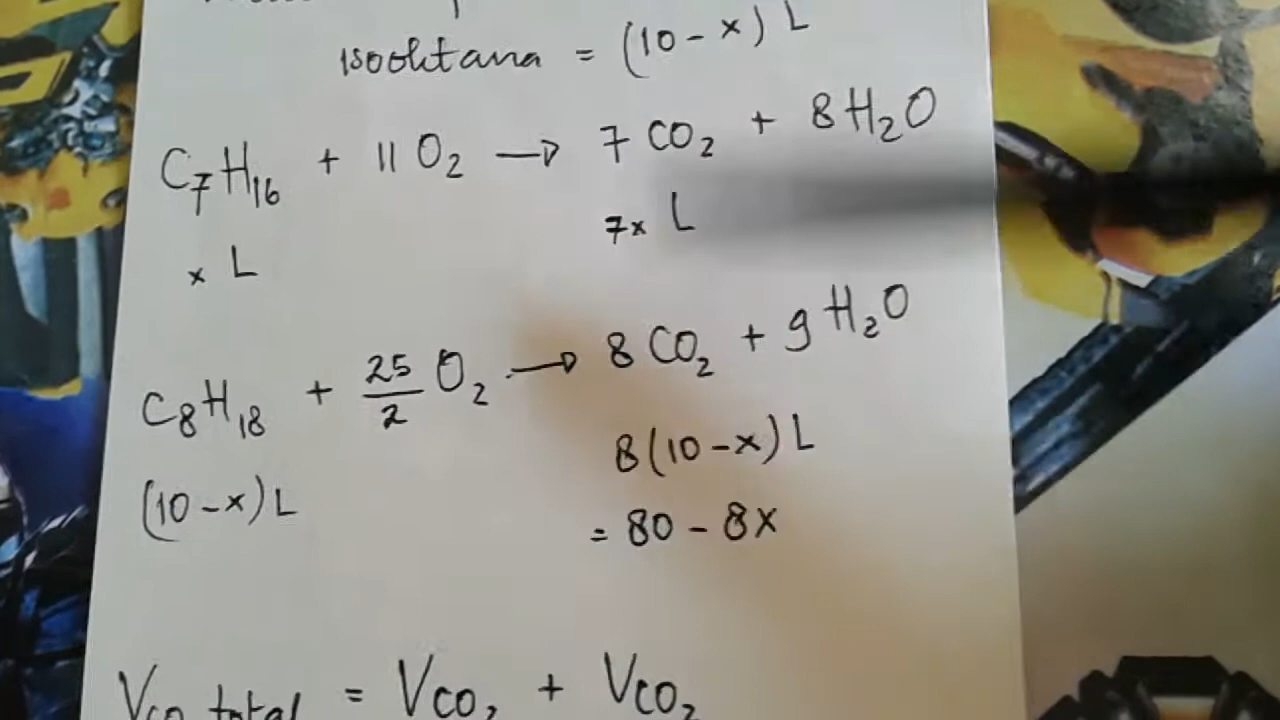 isooktana = (10 - x) L
C7H16 + 11 O2 → 7 CO2 + 8 H2O
x L 7x L
C8H18 + 25/2 O2 → 8 CO2 + 9 H2O
(10 - x) L 8(10 - x) L
= 80 - 8x
VCO2 total = VCO2 + VCO2